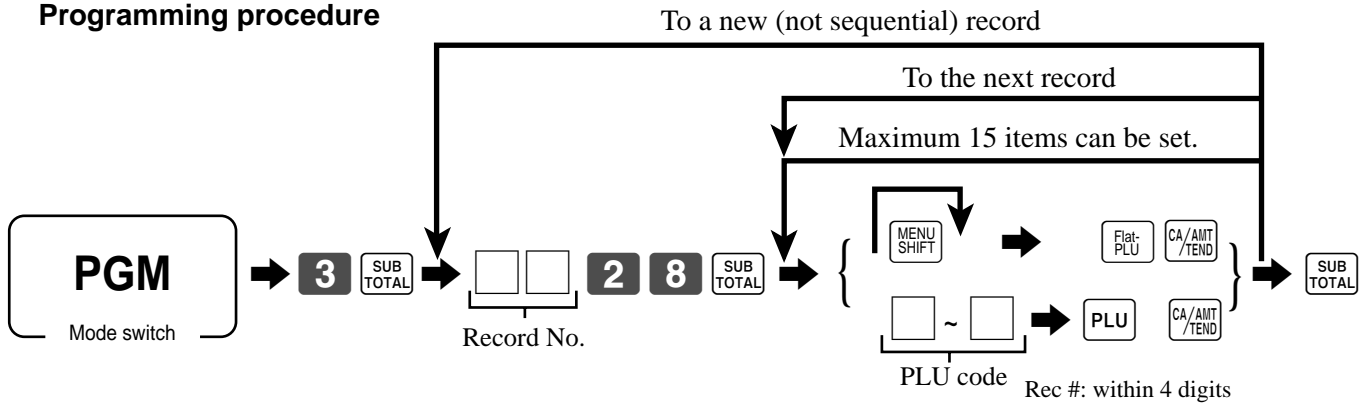 Programming procedure
To a new (not sequential) record
To the next record
Maximum 15 items can be set.
PGM
Mode switch
3 SUB TOTAL
Record No.
2 8 SUB TOTAL
MENU SHIFT
Flat-PLU CA/AMT/TEND
~
PLU code
PLU CA/AMT/TEND
Rec #: within 4 digits
SUB TOTAL